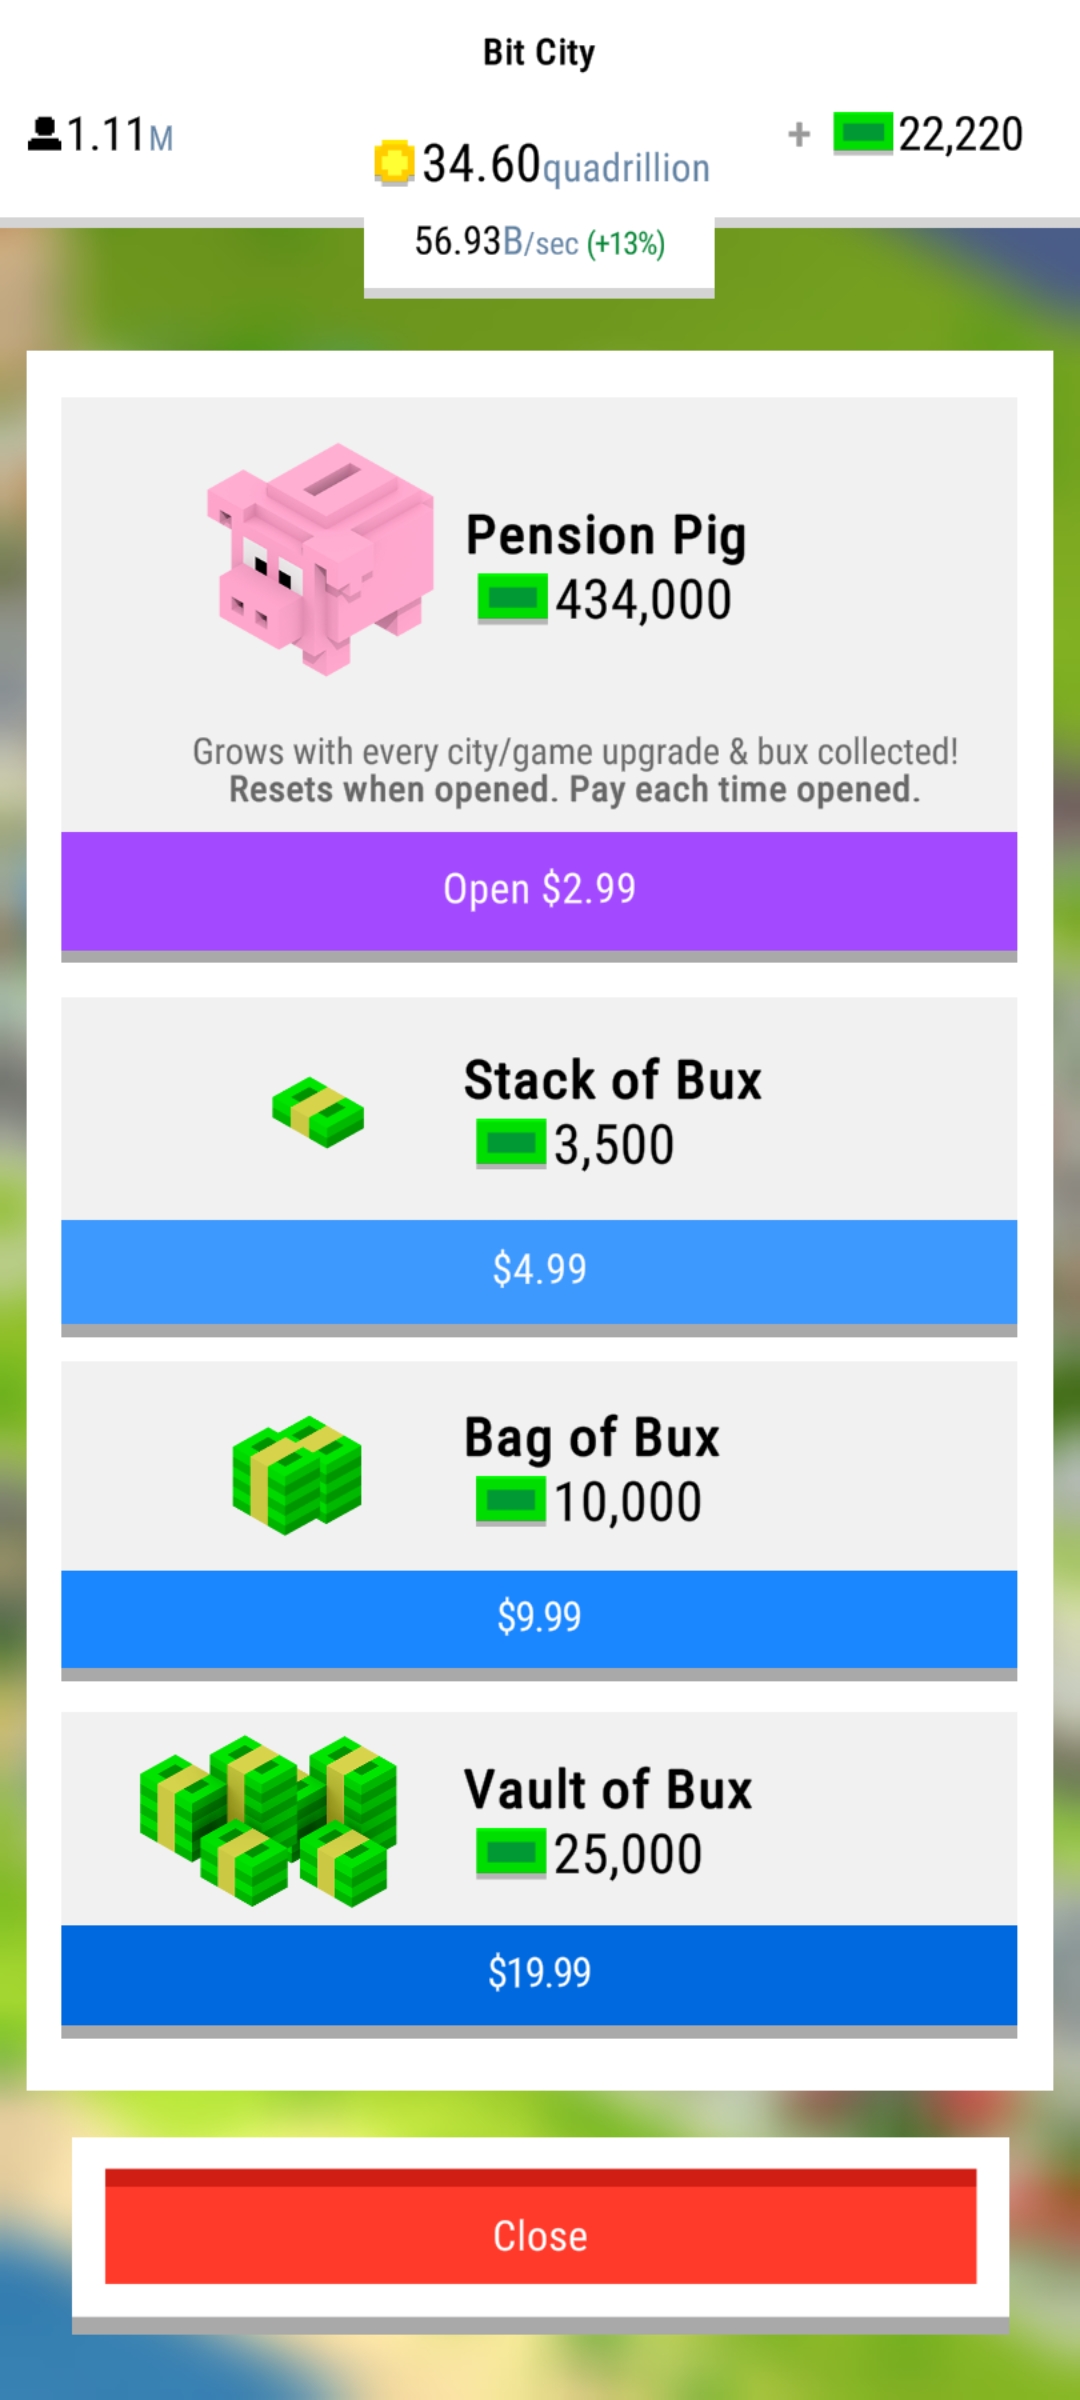 Bit City
1.11M
34.60quadrillion
+ 22,220
56.93B/sec (+13%)
Pension Pig
434,000
Grows with every city/game upgrade & bux collected!
Resets when opened. Pay each time opened.
Open $2.99
Stack of Bux
3,500
$4.99
Bag of Bux
10,000
$9.99
Vault of Bux
25,000
$19.99
Close